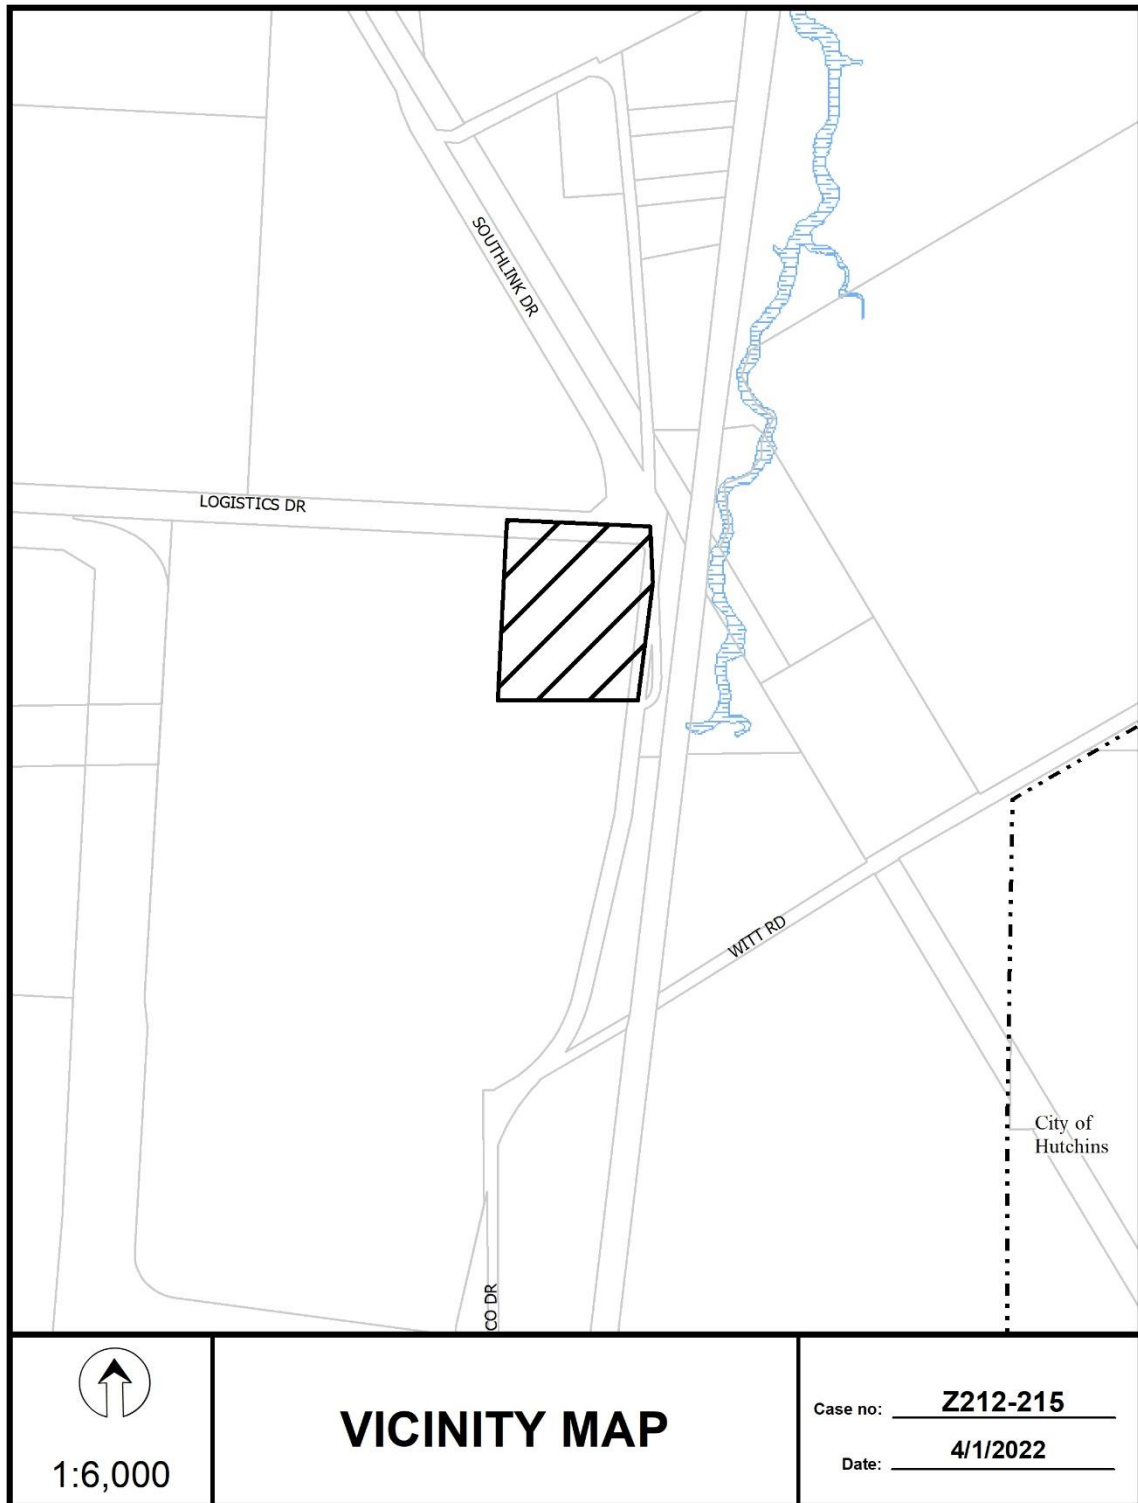 SOUTHLINK DR
LOGISTICS DR
WITT RD
City of
Hutchins
CO DR
1:6,000
VICINITY MAP
Case no: Z212-215
Date: 4/1/2022